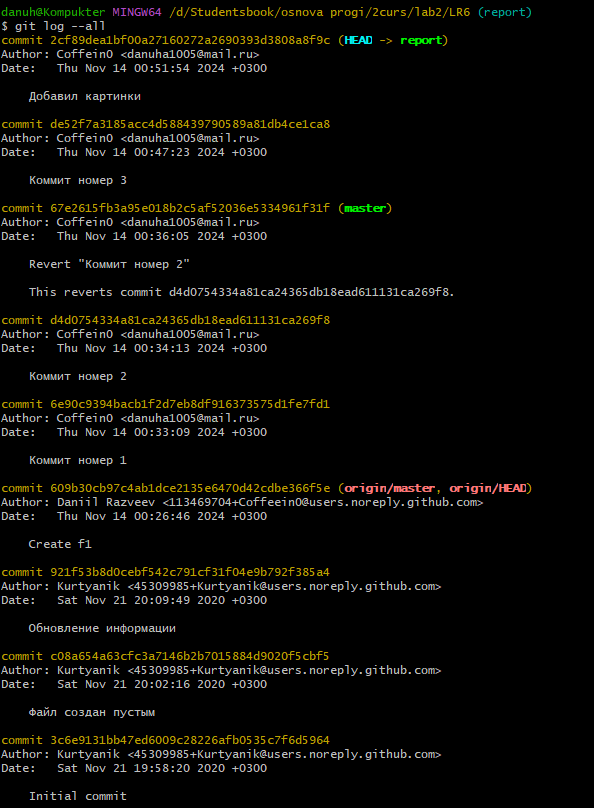 danuh@Kompukter MINGW64 /d/Studentsbook/osnova progi/2curs/lab2/LR6 (report)
$ git log --all
commit 2cf89dea1bf00a27160272a2690393d3808a8f9c (HEAD -> report)
Author: Coffein0 <danuha1005@mail.ru>
Date:   Thu Nov 14 00:51:54 2024 +0300
Добавил картинки
commit de52f7a3185acc4d588439790589a81db4ce1ca8
Author: Coffein0 <danuha1005@mail.ru>
Date:   Thu Nov 14 00:47:23 2024 +0300
Коммит номер 3
commit 67e2615fb3a95e018b2c5af52036e5334961f31f (master)
Author: Coffein0 <danuha1005@mail.ru>
Date:   Thu Nov 14 00:36:05 2024 +0300
Revert "Коммит номер 2"
This reverts commit d4d0754334a81ca24365db18ead611131ca269f8.
commit d4d0754334a81ca24365db18ead611131ca269f8
Author: Coffein0 <danuha1005@mail.ru>
Date:   Thu Nov 14 00:34:13 2024 +0300
Коммит номер 2
commit 6e90c9394bacb1f2d7eb8df916373575d1fe7fd1
Author: Coffein0 <danuha1005@mail.ru>
Date:   Thu Nov 14 00:33:09 2024 +0300
Коммит номер 1
commit 609b30cb97c4ab1dce2135e6470d42cdbe366f5e (origin/master, origin/HEAD)
Author: Daniil Razveev <113469704+Coffeein0@users.noreply.github.com>
Date:   Thu Nov 14 00:26:46 2024 +0300
Create f1
commit 921f53b8d0cebf542c791cf31f04e9b792f385a4
Author: Kurtyanik <45309985+Kurtyanik@users.noreply.github.com>
Date:   Sat Nov 21 20:09:49 2020 +0300
Обновление информации
commit c08a654a63cfc3a7146b2b7015884d9020f5cbf5
Author: Kurtyanik <45309985+Kurtyanik@users.noreply.github.com>
Date:   Sat Nov 21 20:02:16 2020 +0300
Файл создан пустым
commit 3c6e9131bb47ed6009c28226afb0535c7f6d5964
Author: Kurtyanik <45309985+Kurtyanik@users.noreply.github.com>
Date:   Sat Nov 21 19:58:20 2020 +0300
Initial commit